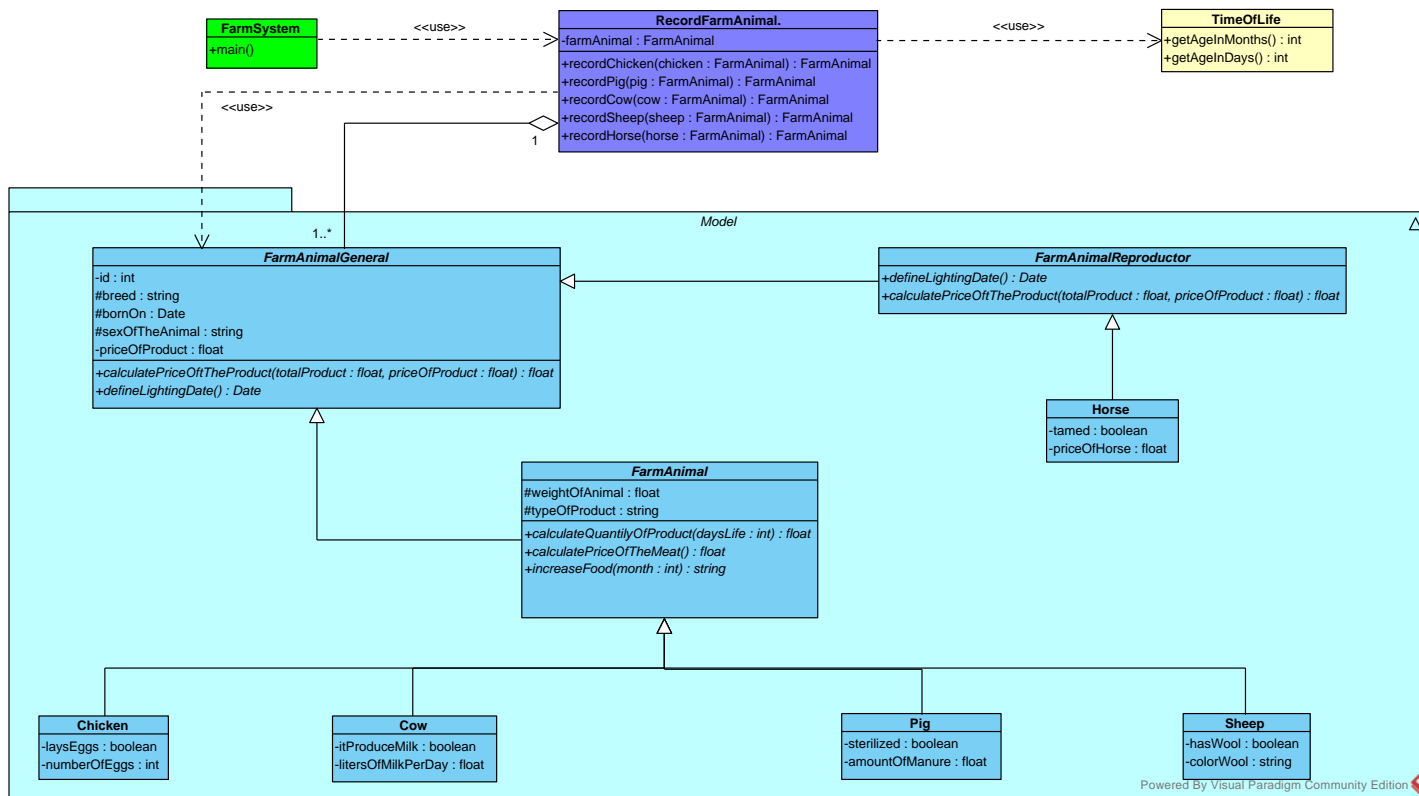 FarmSystem
+main()
<<use>>
RecordFarmAnimal.
-farmAnimal : FarmAnimal
+recordChicken(chicken : FarmAnimal) : FarmAnimal
+recordPig(pig : FarmAnimal) : FarmAnimal
+recordCow(cow : FarmAnimal) : FarmAnimal
+recordSheep(sheep : FarmAnimal) : FarmAnimal
+recordHorse(horse : FarmAnimal) : FarmAnimal
<<use>>
TimeOfLife
+getAgeInMonths() : int
+getAgeInDays() : int
<<use>>
1
1..*
Model
FarmAnimalGeneral
-id : int
#breed : string
#bornOn : Date
#sexOfTheAnimal : string
-priceOfProduct : float
+calculatePriceOftTheProduct(totalProduct : float, priceOfProduct : float) : float
+defineLightingDate() : Date
FarmAnimalReproductor
+defineLightingDate() : Date
+calculatePriceOftTheProduct(totalProduct : float, priceOfProduct : float) : float
Horse
-tamed : boolean
-priceOfHorse : float
FarmAnimal
#weightOfAnimal : float
#typeOfProduct : string
+calculateQuantilyOfProduct(daysLife : int) : float
+calculatePriceOfTheMeat() : float
+increaseFood(month : int) : string
Chicken
-laysEggs : boolean
-numberOfEggs : int
Cow
-itProduceMilk : boolean
-litersOfMilkPerDay : float
Pig
-sterilized : boolean
-amountOfManure : float
Sheep
-hasWool : boolean
-colorWool : string
Powered By Visual Paradigm Community Edition